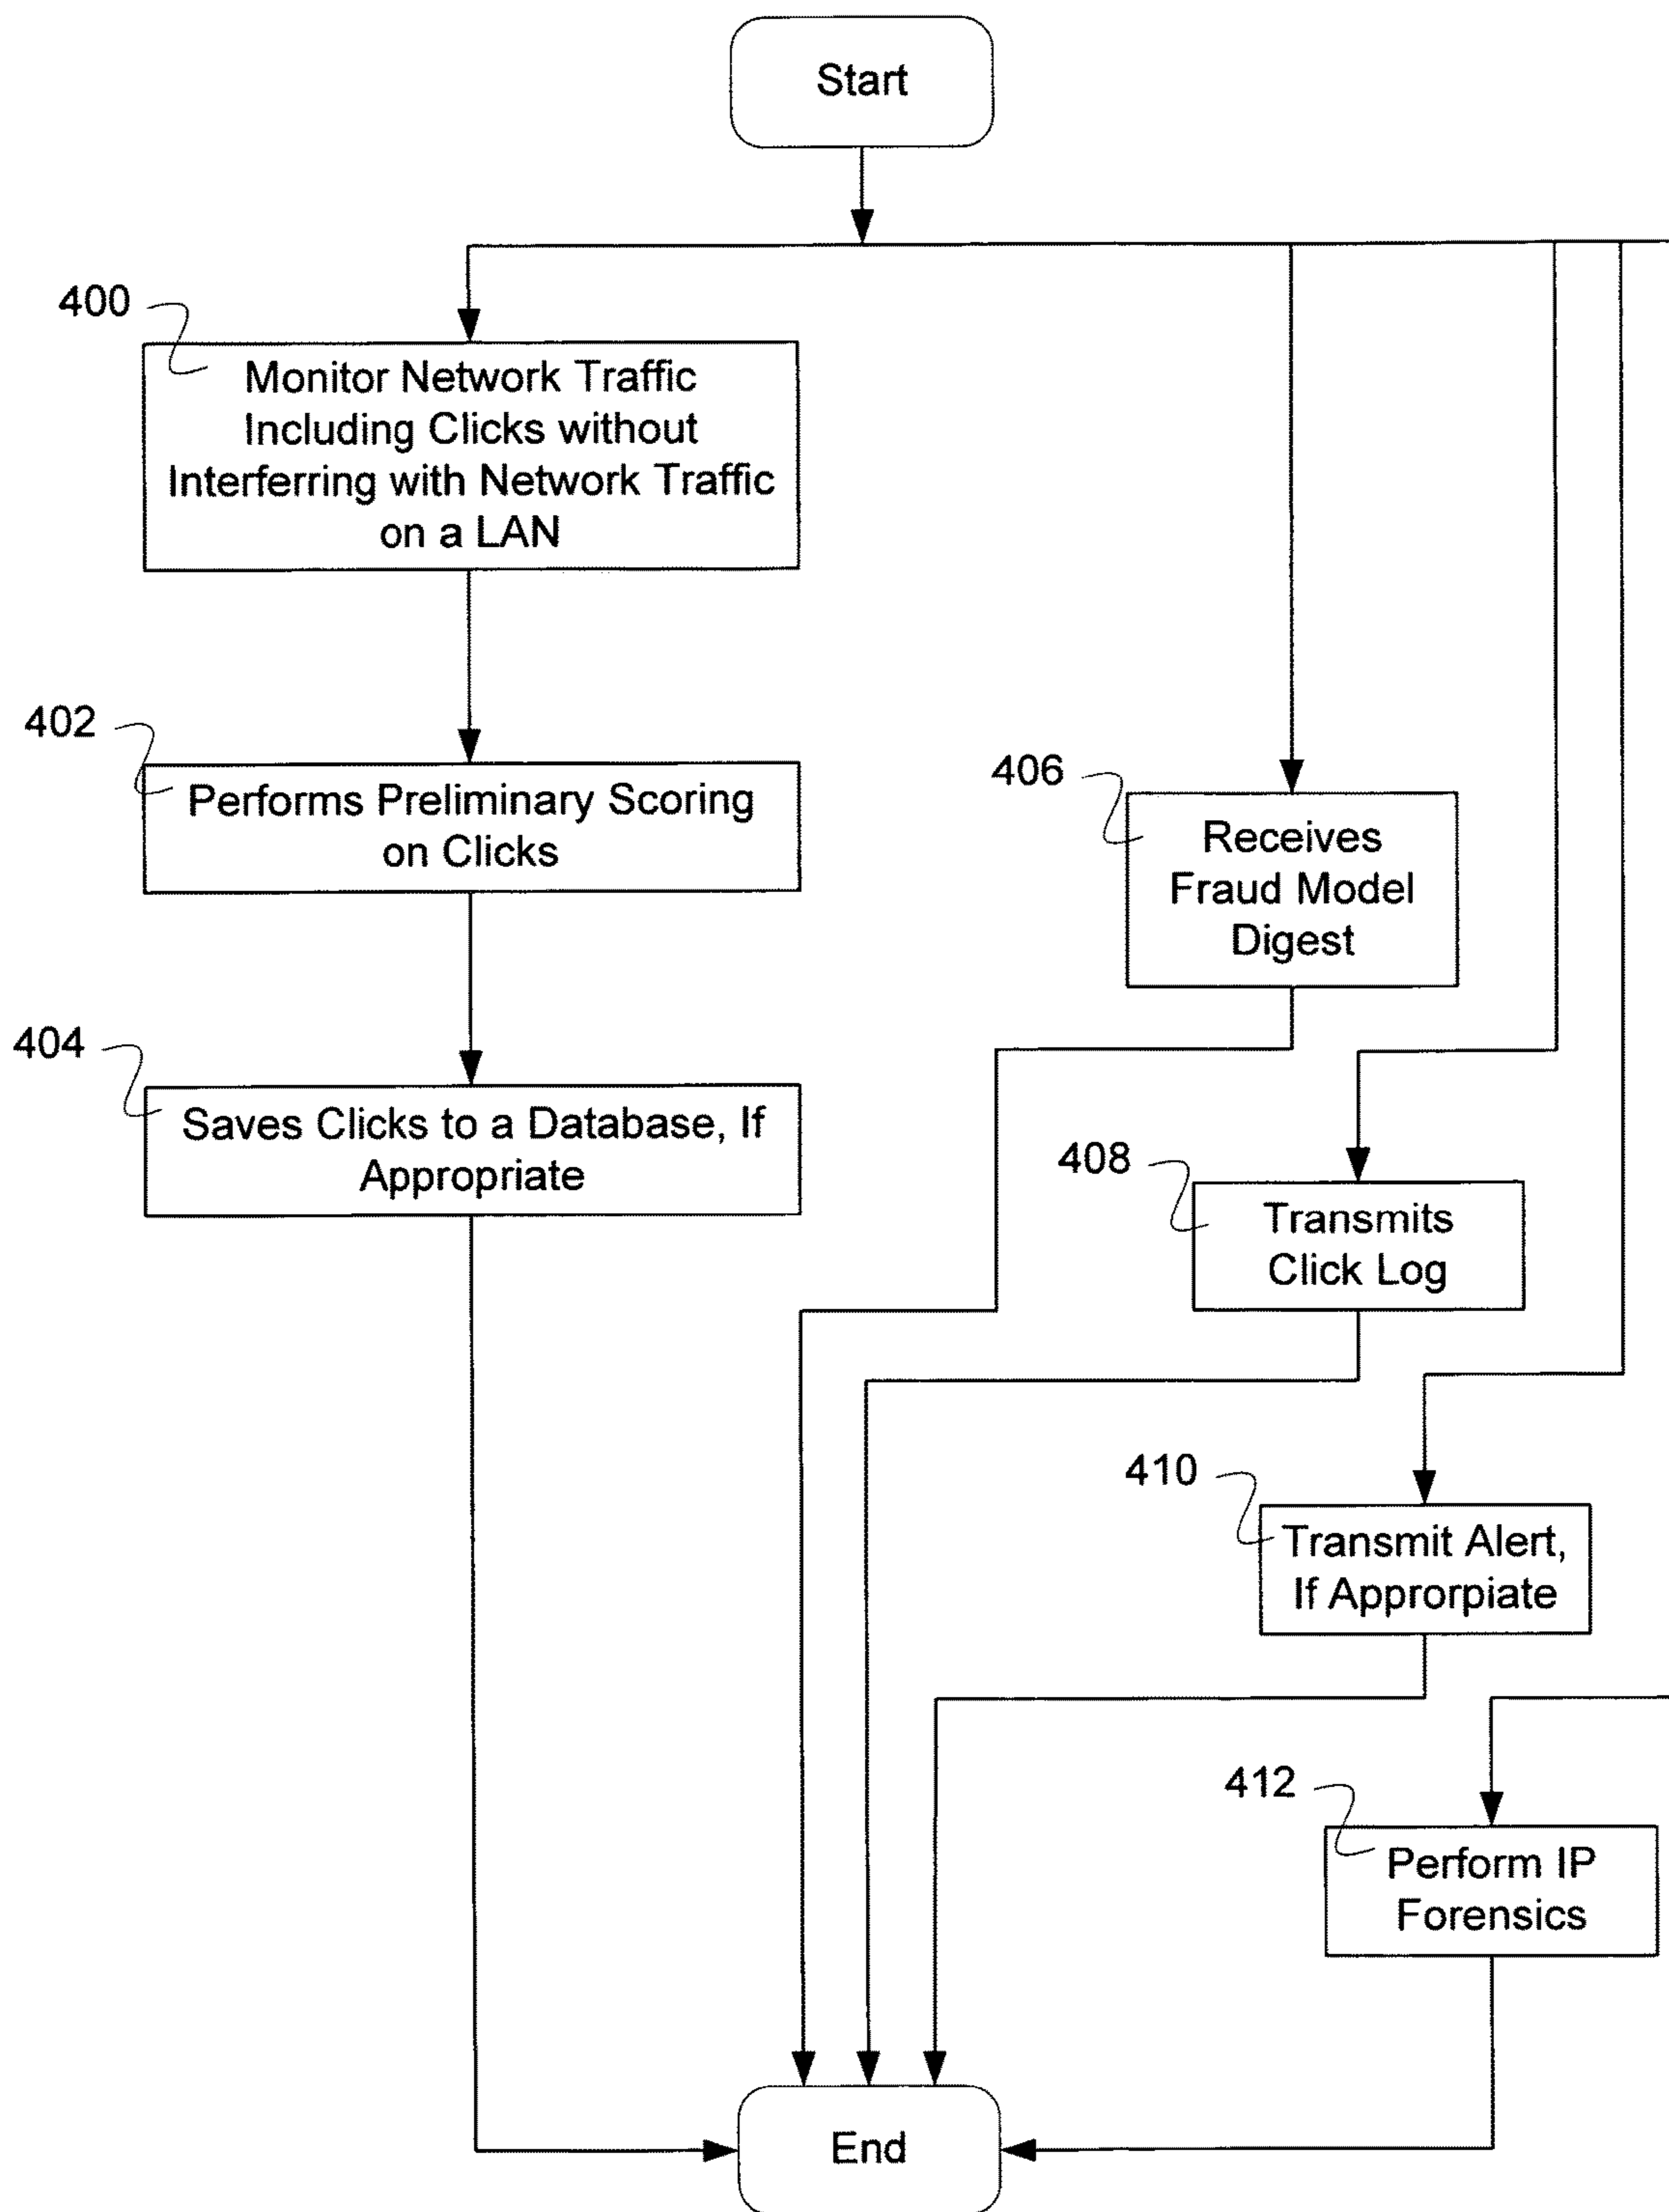 Start
400
Monitor Network Traffic
Including Clicks without
Interferring with Network Traffic
on a LAN
402
Performs Preliminary Scoring
on Clicks
404
Saves Clicks to a Database, If
Appropriate
406
Receives
Fraud Model
Digest
408
Transmits
Click Log
410
Transmit Alert,
If Approrpiate
412
Perform IP
Forensics
End